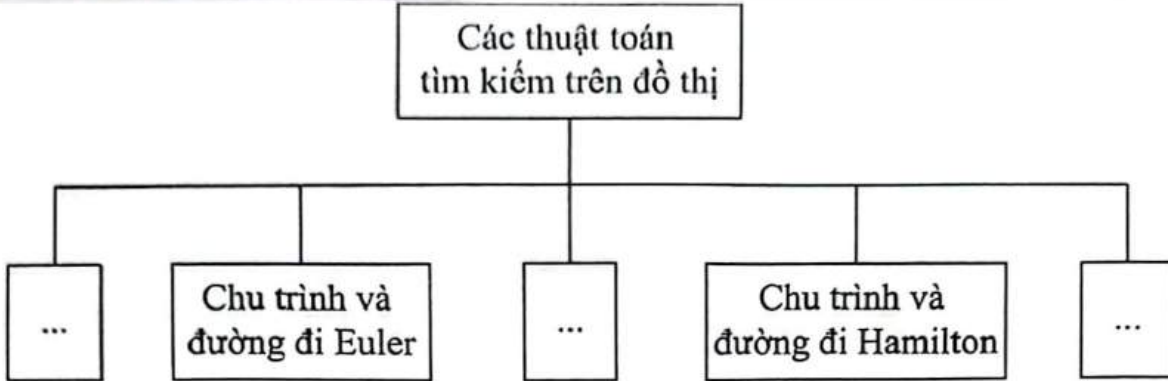 Các thuật toán
tìm kiếm trên đồ thị
...
Chu trình và
đường đi Euler
...
Chu trình và
đường đi Hamilton
...